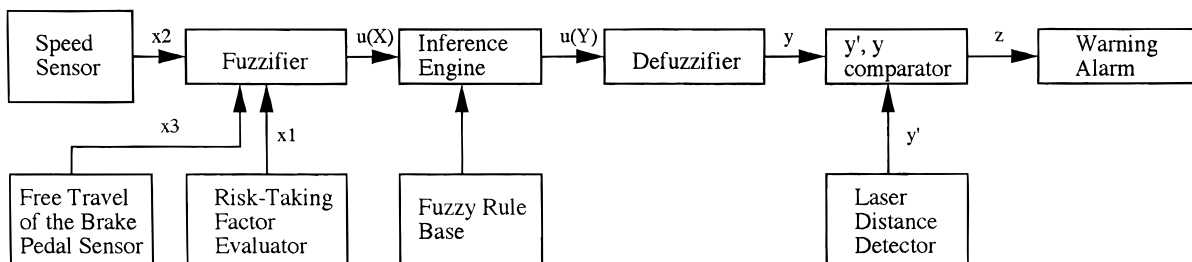 Speed
Sensor
x2
Fuzzifier
u(X)
Inference
Engine
u(Y)
Defuzzifier
y
y', y
comparator
z
Warning
Alarm
x3
x1
y'
Free Travel
of the Brake
Pedal Sensor
Risk-Taking
Factor
Evaluator
Fuzzy Rule
Base
Laser
Distance
Detector